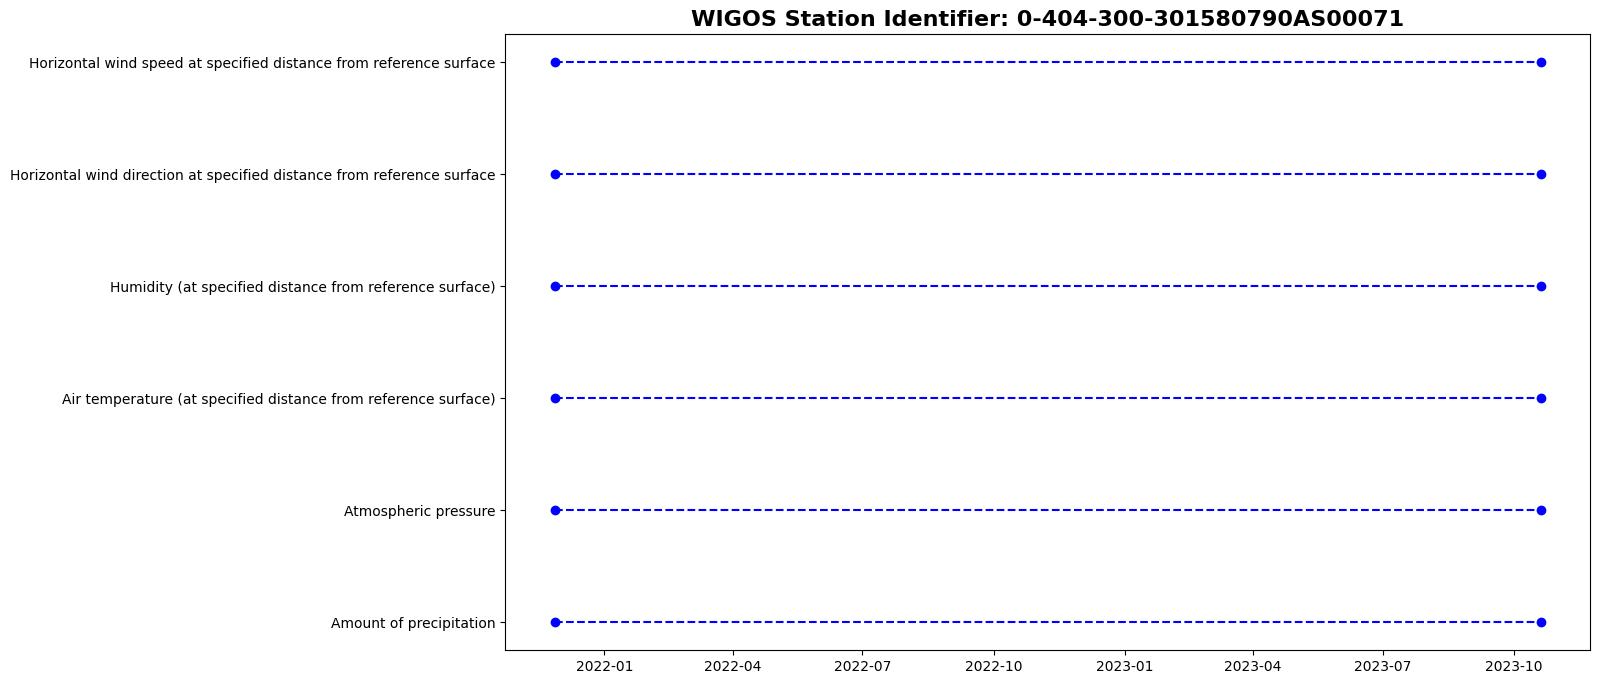 WIGOS Station Identifier: 0-404-300-301580790AS00071
Horizontal wind speed at specified distance from reference surface
Horizontal wind direction at specified distance from reference surface
Humidity (at specified distance from reference surface)
Air temperature (at specified distance from reference surface)
Atmospheric pressure
Amount of precipitation
2022-01 2022-04 2022-07 2022-10 2023-01 2023-04 2023-07 2023-10